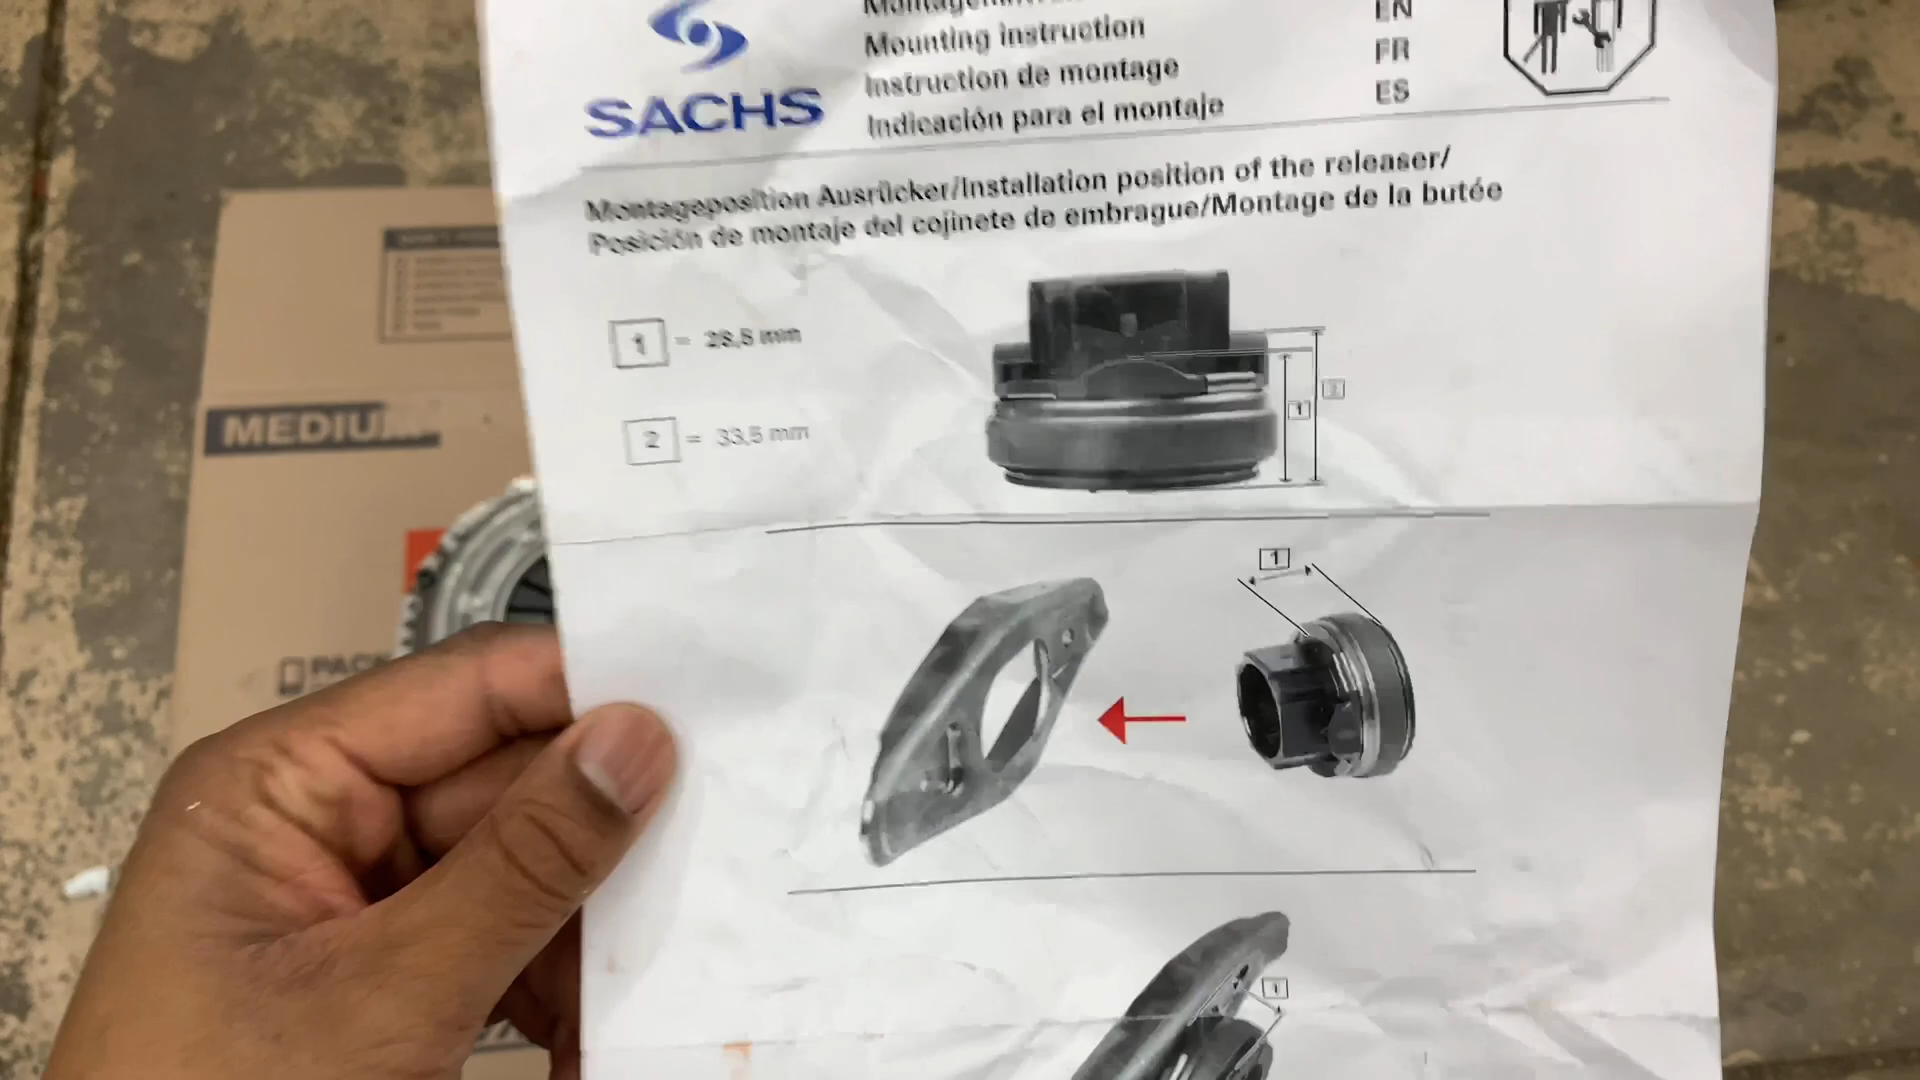 SACHS
Mounting instruction
Instruction de montage
Indicación para el montaje
EN
FR
ES
Montageposition Ausrücker/Installation position of the releaser/
Posición de montaje del cojinete de embrague/Montage de la butée
1 = 28,5 mm
2 = 33,5 mm
1
2
1
1
MEDIUM
PACK